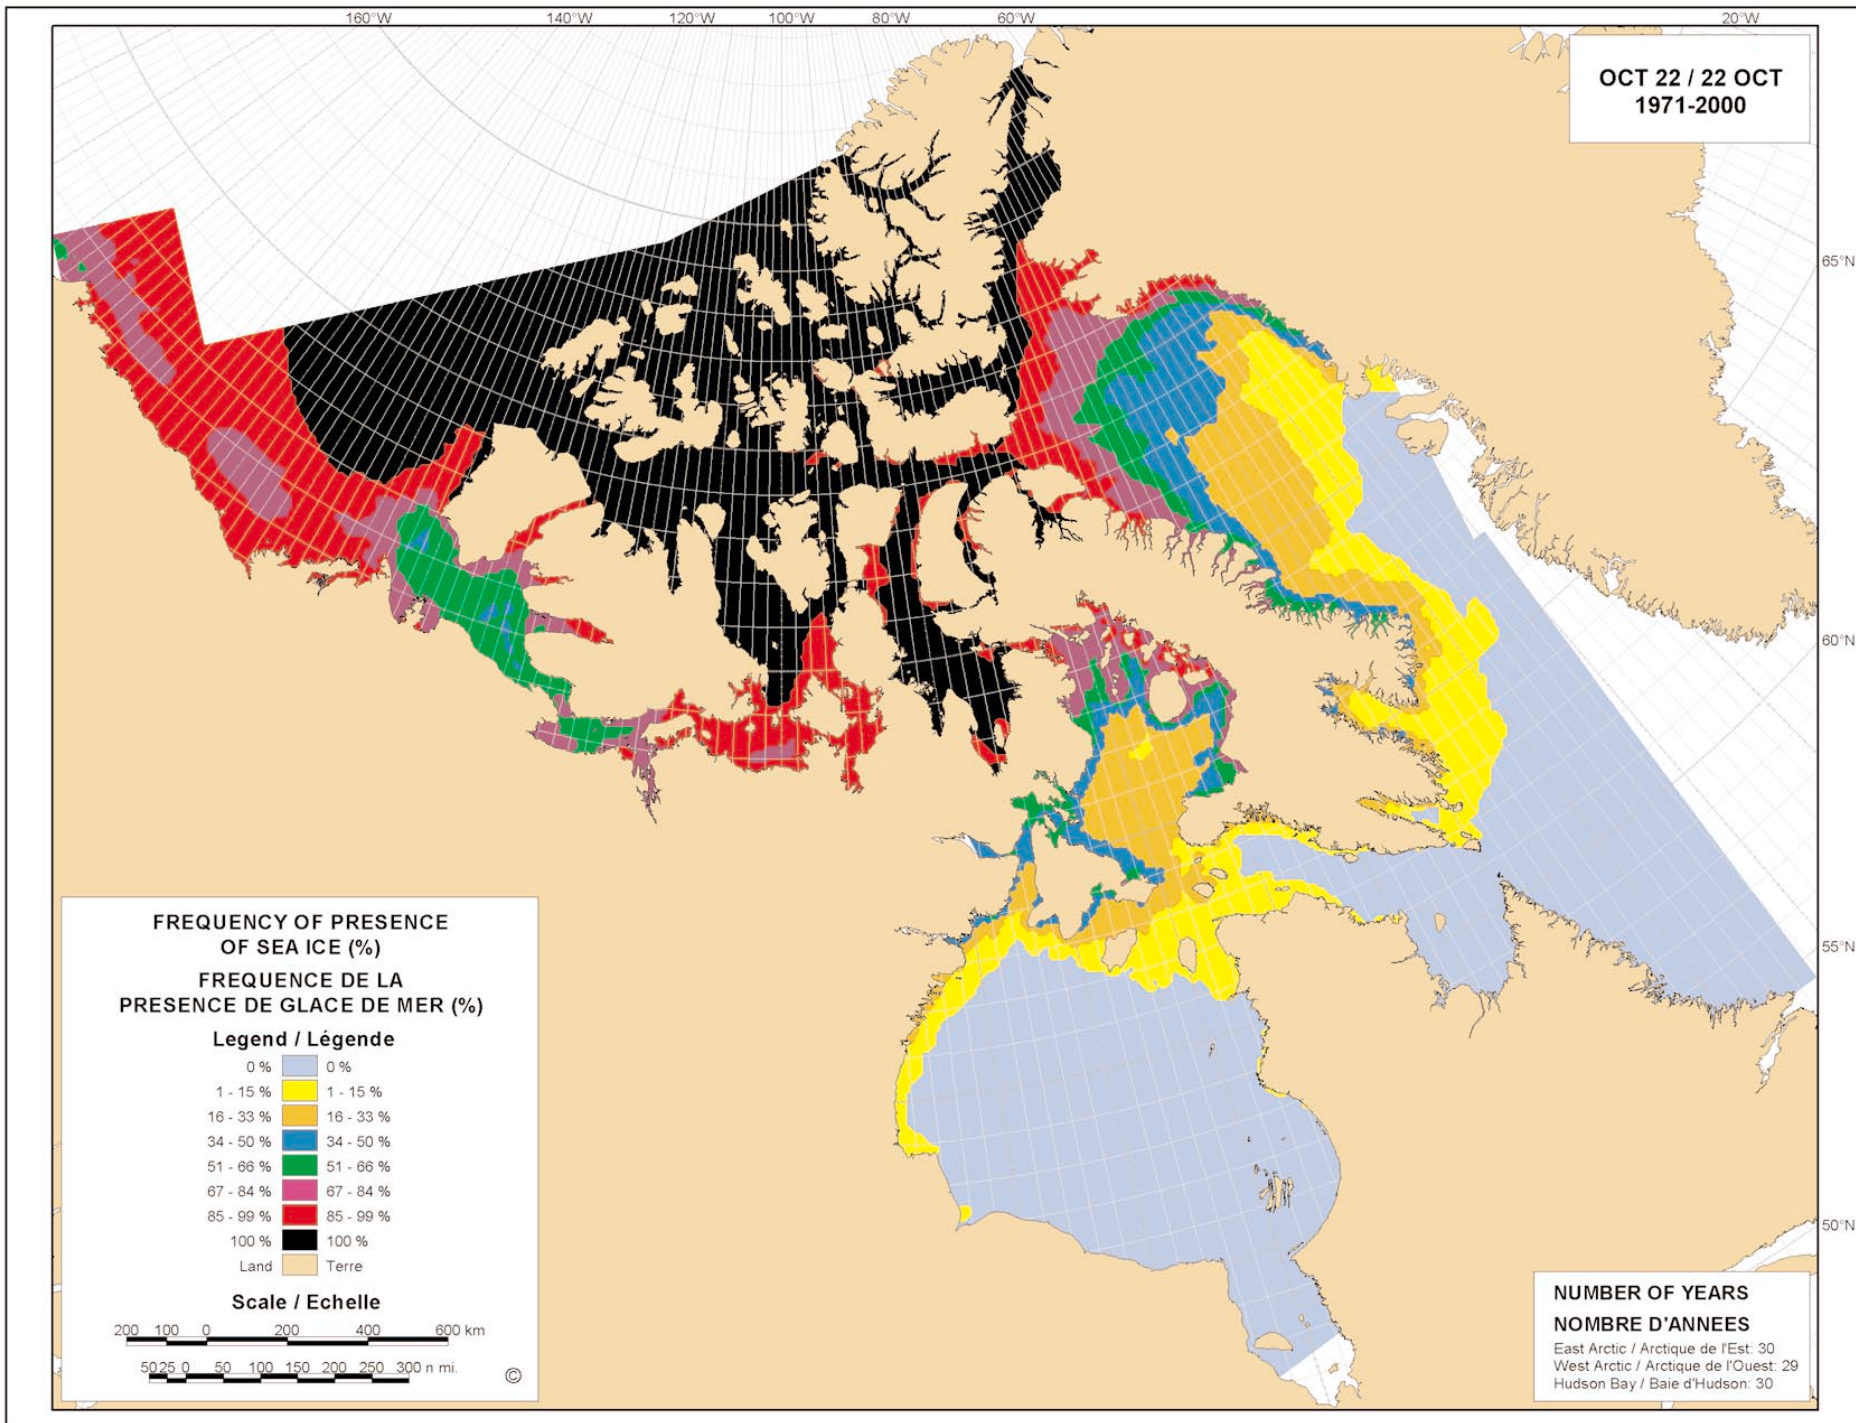 160°W 140°W 120°W 100°W 80°W 60°W 20°W
OCT 22 / 22 OCT
1971-2000
65°N
60°N
55°N
50°N
FREQUENCY OF PRESENCE
OF SEA ICE (%)
FREQUENCE DE LA
PRESENCE DE GLACE DE MER (%)
Legend / Légende
0 % 0 %
1 - 15 % 1 - 15 %
16 - 33 % 16 - 33 %
34 - 50 % 34 - 50 %
51 - 66 % 51 - 66 %
67 - 84 % 67 - 84 %
85 - 99 % 85 - 99 %
100 % 100 %
Land Terre
Scale / Echelle
200 100 0 200 400 600 km
50 25 0 50 100 150 200 250 300 n mi.
©
NUMBER OF YEARS
NOMBRE D'ANNEES
East Arctic / Arctique de l'Est: 30
West Arctic / Arctique de l'Ouest: 29
Hudson Bay / Baie d'Hudson: 30